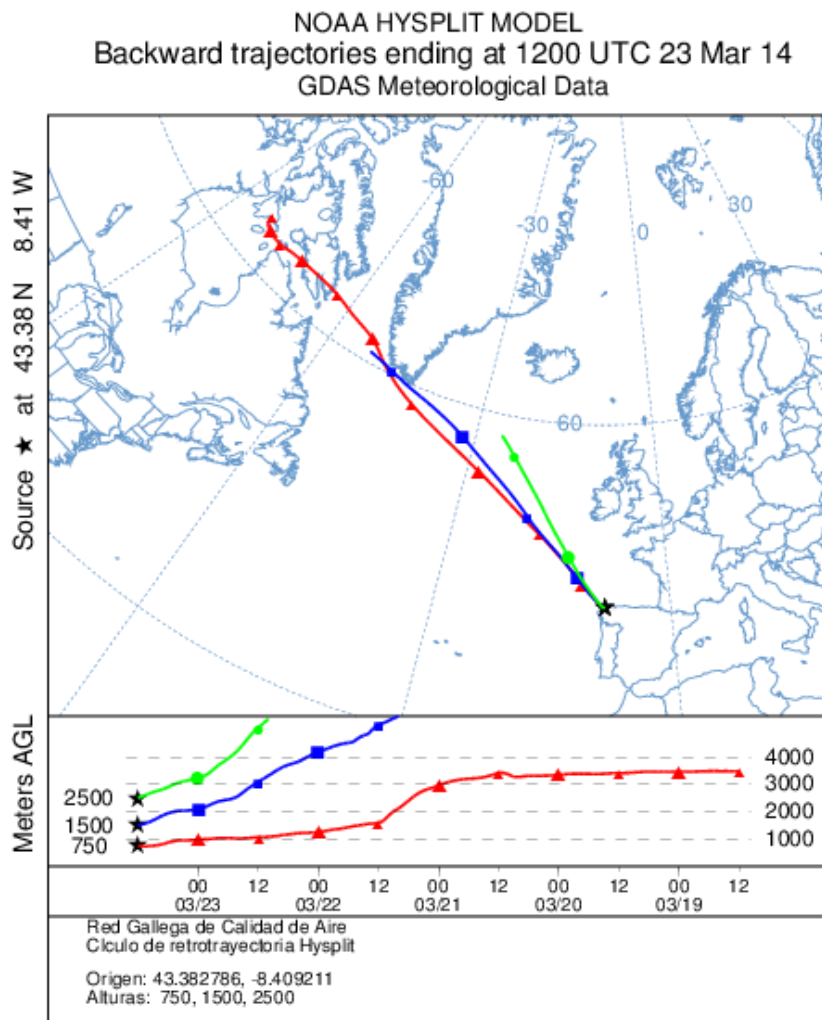 NOAA HYSPLIT MODEL
Backward trajectories ending at 1200 UTC 23 Mar 14
GDAS Meteorological Data
Source ★ at 43.38 N 8.41 W
-60
-30
0
30
60
Meters AGL
2500
1500
750
4000
3000
2000
1000
00 12 00 12 00 12 00 12 00 12
03/23 03/22 03/21 03/20 03/19
Red Gallega de Calidad de Aire
Clculo de retrotrayectoria Hysplit
Origen: 43.382786, -8.409211
Alturas: 750, 1500, 2500